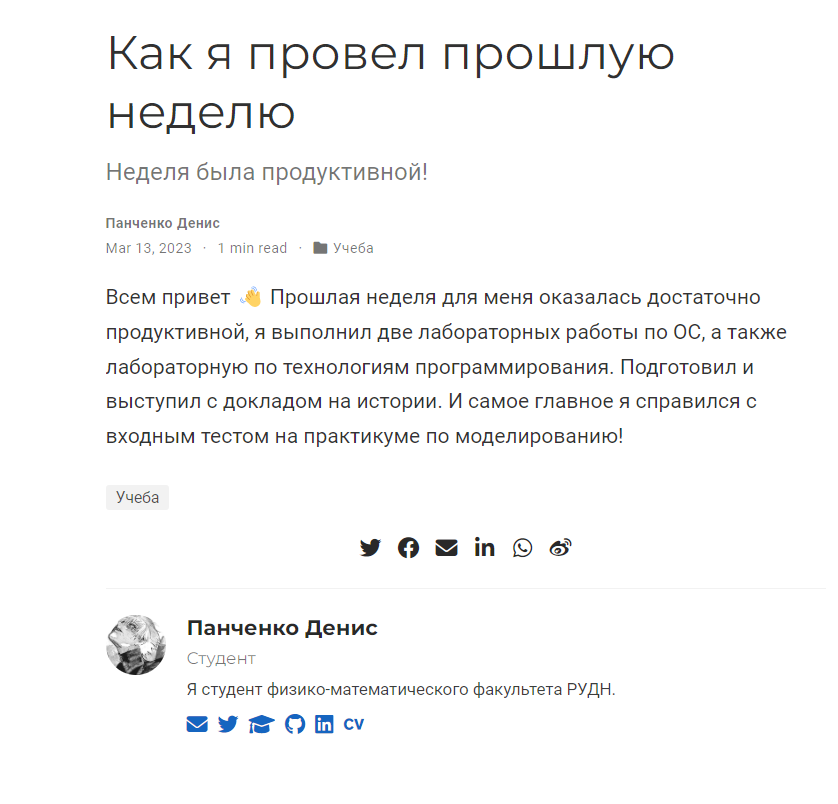 Как я провел прошлую
неделю
Неделя была продуктивной!
Панченко Денис
Mar 13, 2023 · 1 min read · Учеба
Всем привет 👋 Прошлая неделя для меня оказалась достаточно
продуктивной, я выполнил две лабораторных работы по ОС, а также
лабораторную по технологиям программирования. Подготовил и
выступил с докладом на истории. И самое главное я справился с
входным тестом на практикуме по моделированию!
Учеба
Панченко Денис
Студент
Я студент физико-математического факультета РУДН.
CV